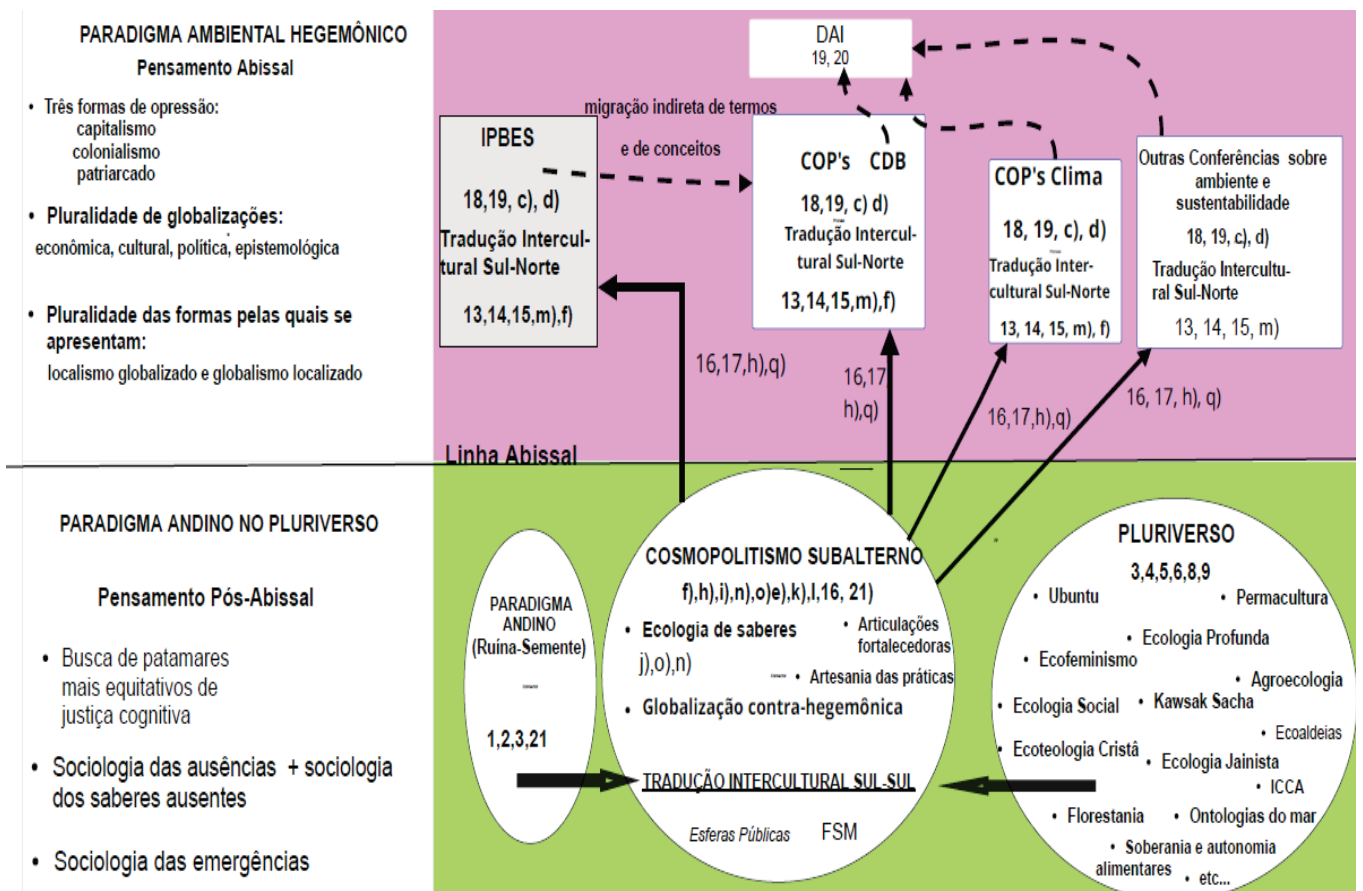 PARADIGMA AMBIENTAL HEGEMÔNICO
Pensamento Abissal
• Três formas de opressão:
capitalismo
colonialismo
patriarcado
• Pluralidade de globalizações:
econômica, cultural, política, epistemológica
• Pluralidade das formas pelas quais se
apresentam:
localismo globalizado e globalismo localizado
DAI
19, 20
migração indireta de termos
e de conceitos
IPBES
18,19, c), d)
Tradução Intercul-
tural Sul-Norte
13,14,15,m),f)
COP's CDB
18,19, c) d)
Tradução Intercul-
tural Sul-Norte
13,14,15,m),f)
COP's Clima
18, 19, c), d)
Tradução Inter-
cultural Sul-Norte
13, 14, 15, m), f)
Outras Conferências sobre
ambiente e
sustentabilidade
18, 19, c), d)
Tradução Intercultu-
ral Sul-Norte
13, 14, 15, m)
16,17,h),q)
16,17,
h),q)
16,17,h),q)
16, 17, h), q)
Linha Abissal
PARADIGMA ANDINO NO PLURIVERSO
Pensamento Pós-Abissal
• Busca de patamares
mais equitativos de
justiça cognitiva
• Sociologia das ausências + sociologia
dos saberes ausentes
• Sociologia das emergências
PARADIGMA
ANDINO
(Ruína-Semente)
1,2,3,21
COSMOPOLITISMO SUBALTERNO
f),h),i),n),o)e),k),l,16, 21)
• Ecologia de saberes
j),o),n)
• Articulações
fortalecedoras
• Artesania das práticas
• Globalização contra-hegemônica
TRADUÇÃO INTERCULTURAL SUL-SUL
Esferas Públicas FSM
PLURIVERSO
3,4,5,6,8,9
• Ubuntu
• Permacultura
• Ecologia Profunda
• Ecofeminismo
• Agroecologia
• Ecologia Social
• Kawsak Sacha
• Ecoaldeias
• Ecoteologia Cristâ
• Ecologia Jainista
• ICCA
• Florestania
• Ontologias do mar
• Soberania e autonomia
alimentares
• etc...